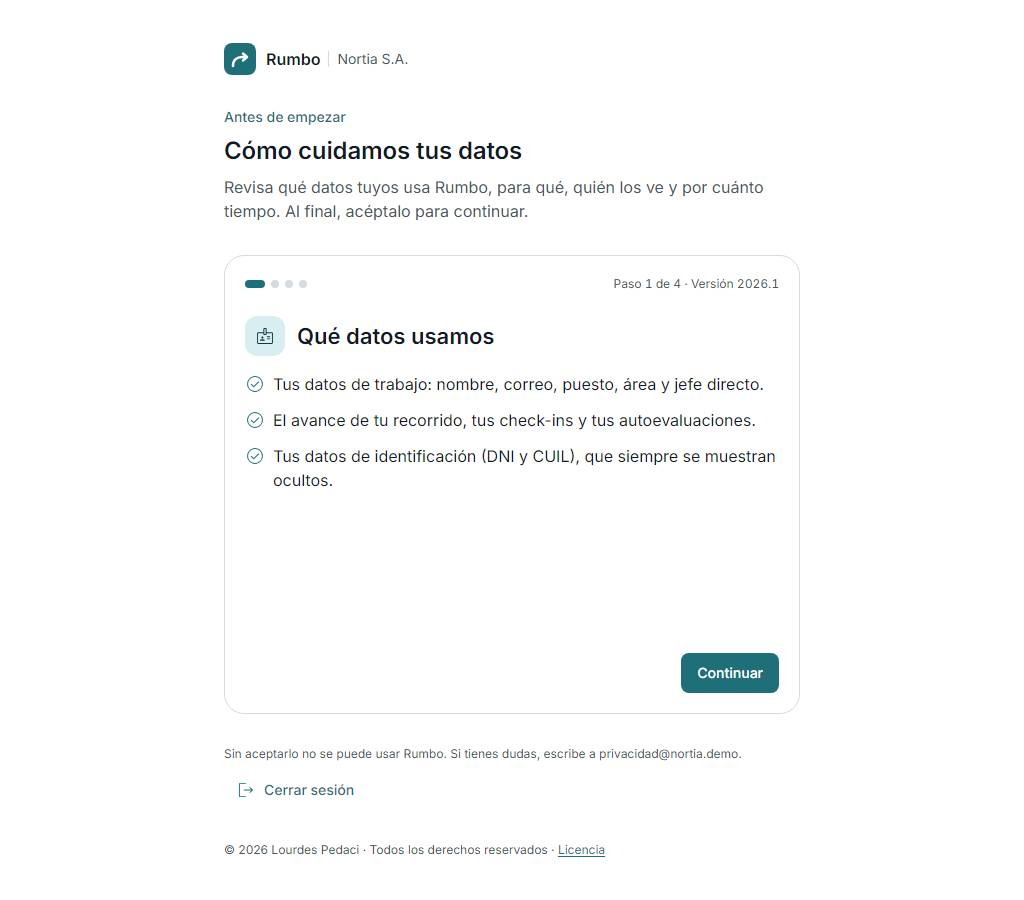 Rumbo
Nortia S.A.
Antes de empezar
Cómo cuidamos tus datos
Revisa qué datos tuyos usa Rumbo, para qué, quién los ve y por cuánto
tiempo. Al final, acéptalo para continuar.
Paso 1 de 4 · Versión 2026.1
Qué datos usamos
Tus datos de trabajo: nombre, correo, puesto, área y jefe directo.
El avance de tu recorrido, tus check-ins y tus autoevaluaciones.
Tus datos de identificación (DNI y CUIL), que siempre se muestran
ocultos.
Continuar
Sin aceptarlo no se puede usar Rumbo. Si tienes dudas, escribe a privacidad@nortia.demo.
Cerrar sesión
© 2026 Lourdes Pedaci · Todos los derechos reservados · Licencia